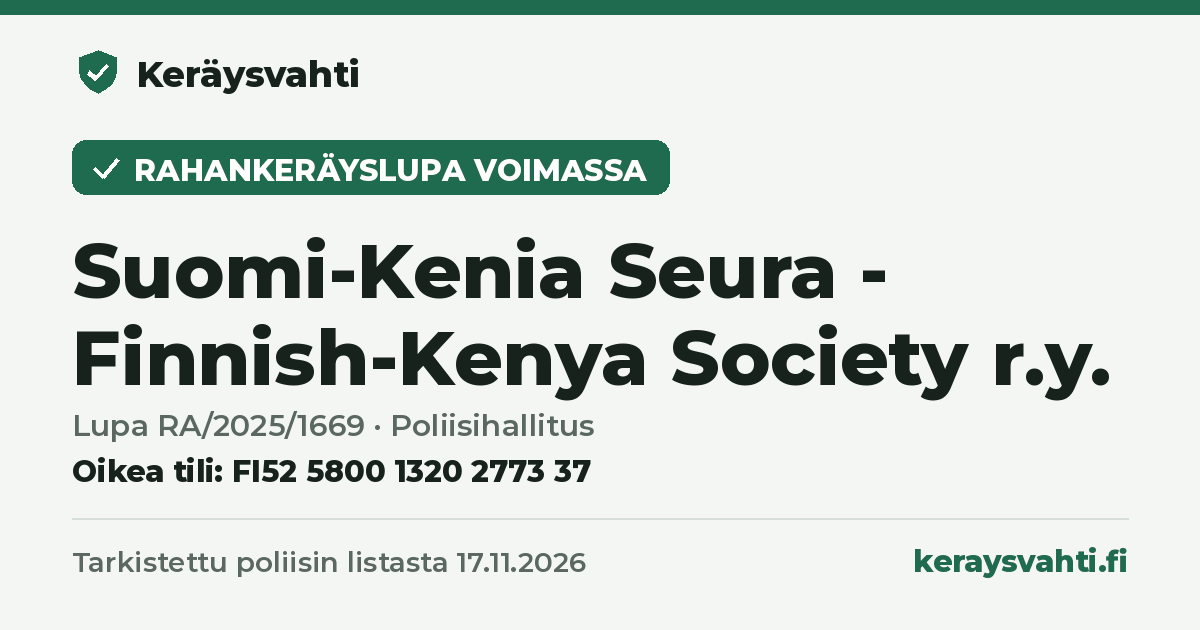 Keräysvahti
RAHANKERÄYSLUPA VOIMASSA
Suomi-Kenia Seura -
Finnish-Kenya Society r.y.
Lupa RA/2025/1669 · Poliisihallitus
Oikea tili: FI52 5800 1320 2773 37
Tarkistettu poliisin listasta 17.11.2026
keraysvahti.fi